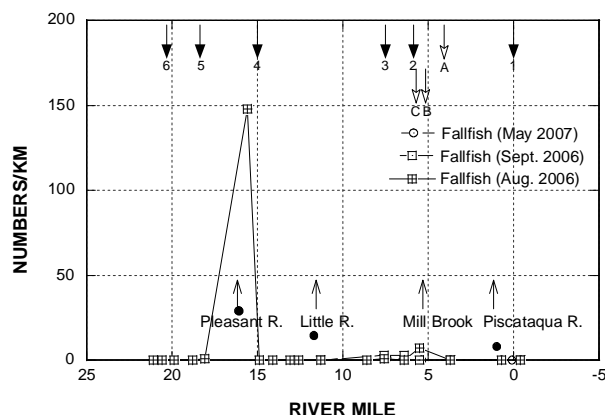 200
150
100
50
0
NUMBERS/KM
6
5
4
3
2
A
1
C
B
Fallfish (May 2007)
Fallfish (Sept. 2006)
Fallfish (Aug. 2006)
Pleasant R.
Little R.
Mill Brook
Piscataqua R.
25
20
15
10
5
0
-5
RIVER MILE